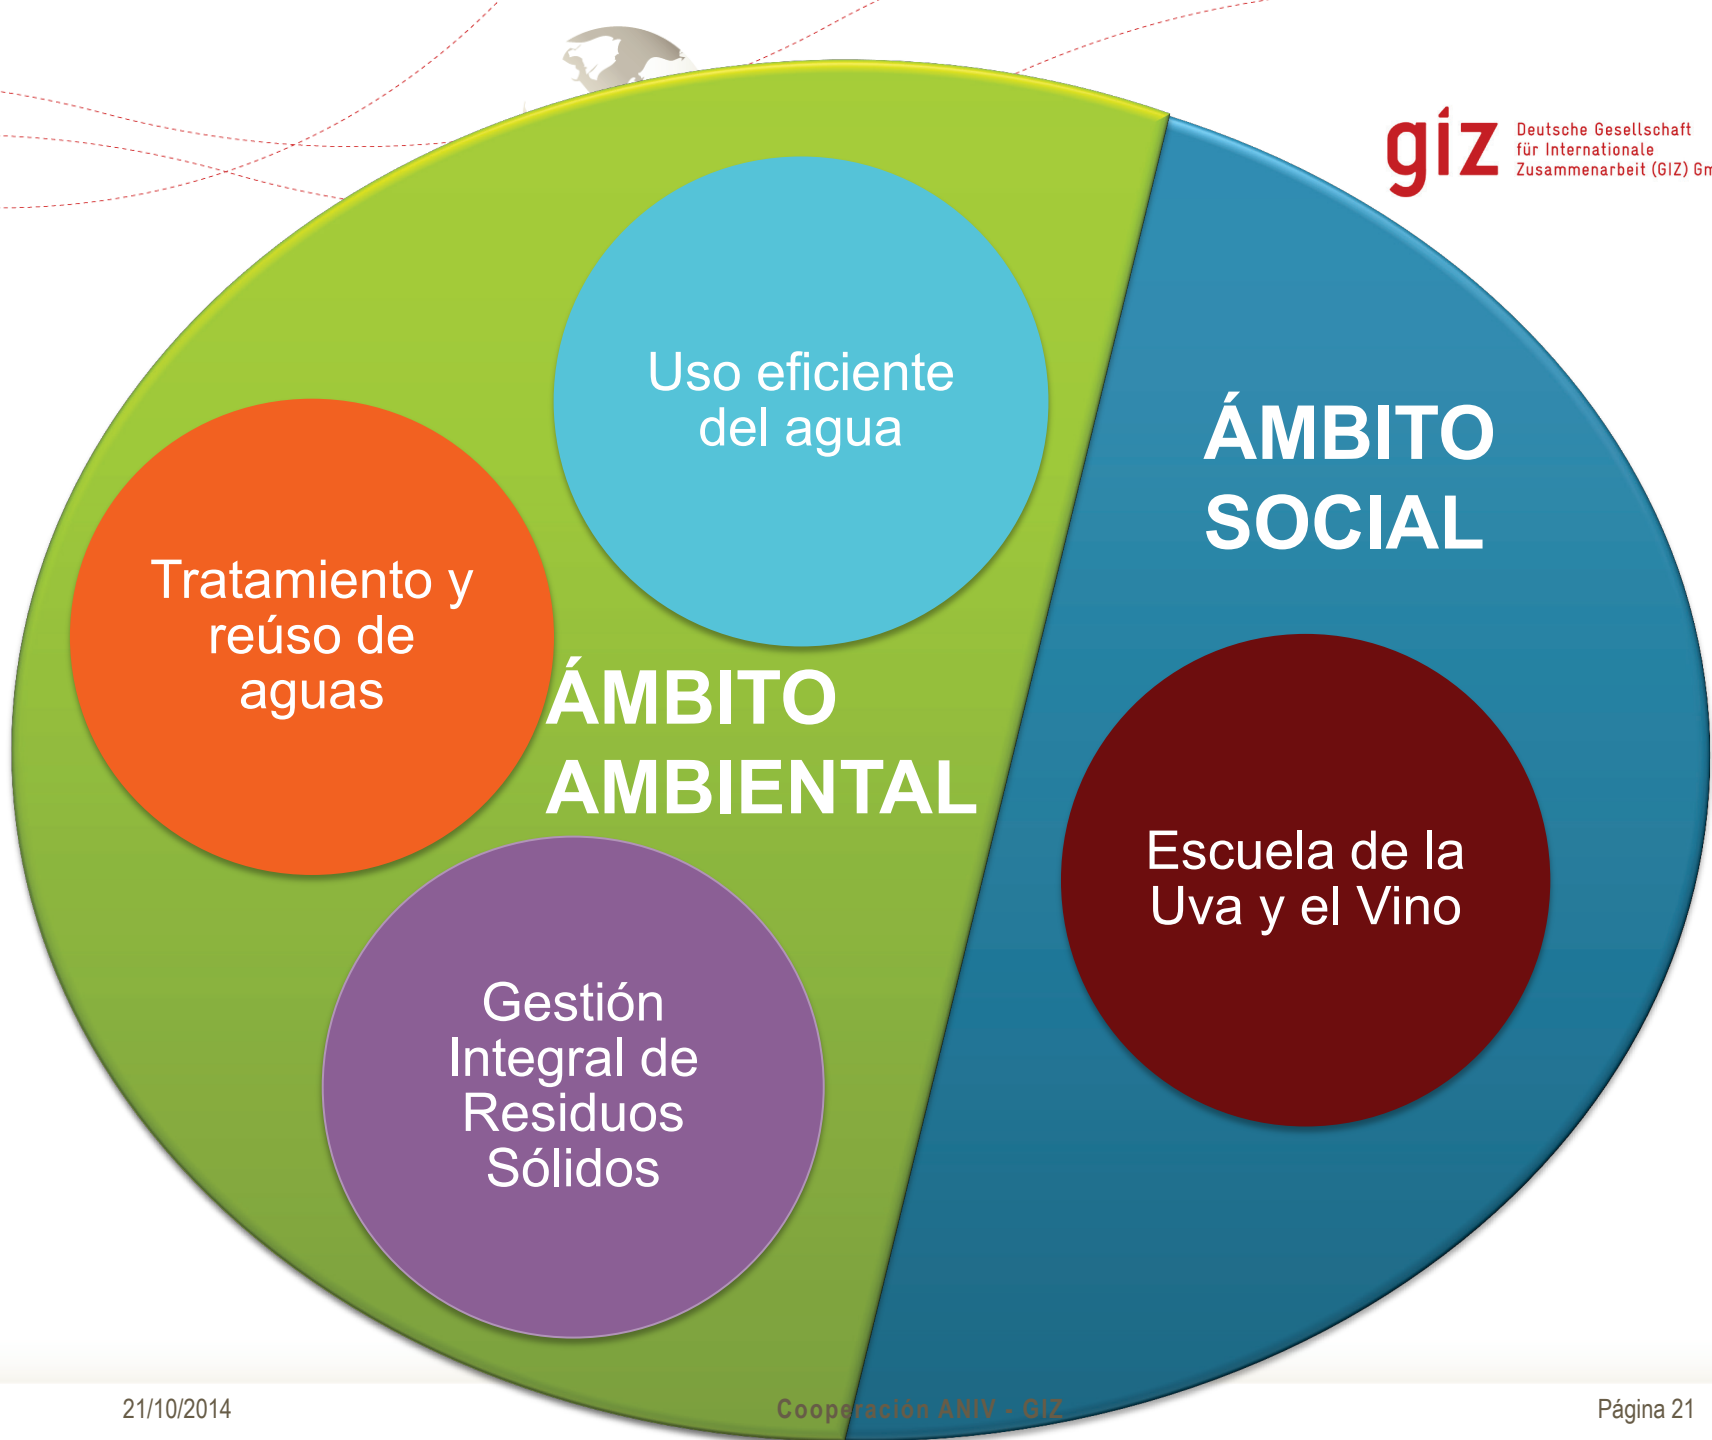 giz
Deutsche Gesellschaft
für Internationale
Zusammenarbeit (GIZ) Gm
Uso eficiente
del agua
ÁMBITO
SOCIAL
Tratamiento y
reúso de
aguas
ÁMBITO
AMBIENTAL
Escuela de la
Uva y el Vino
Gestión
Integral de
Residuos
Sólidos
21/10/2014
Cooperación ANIV - GIZ
Página 21